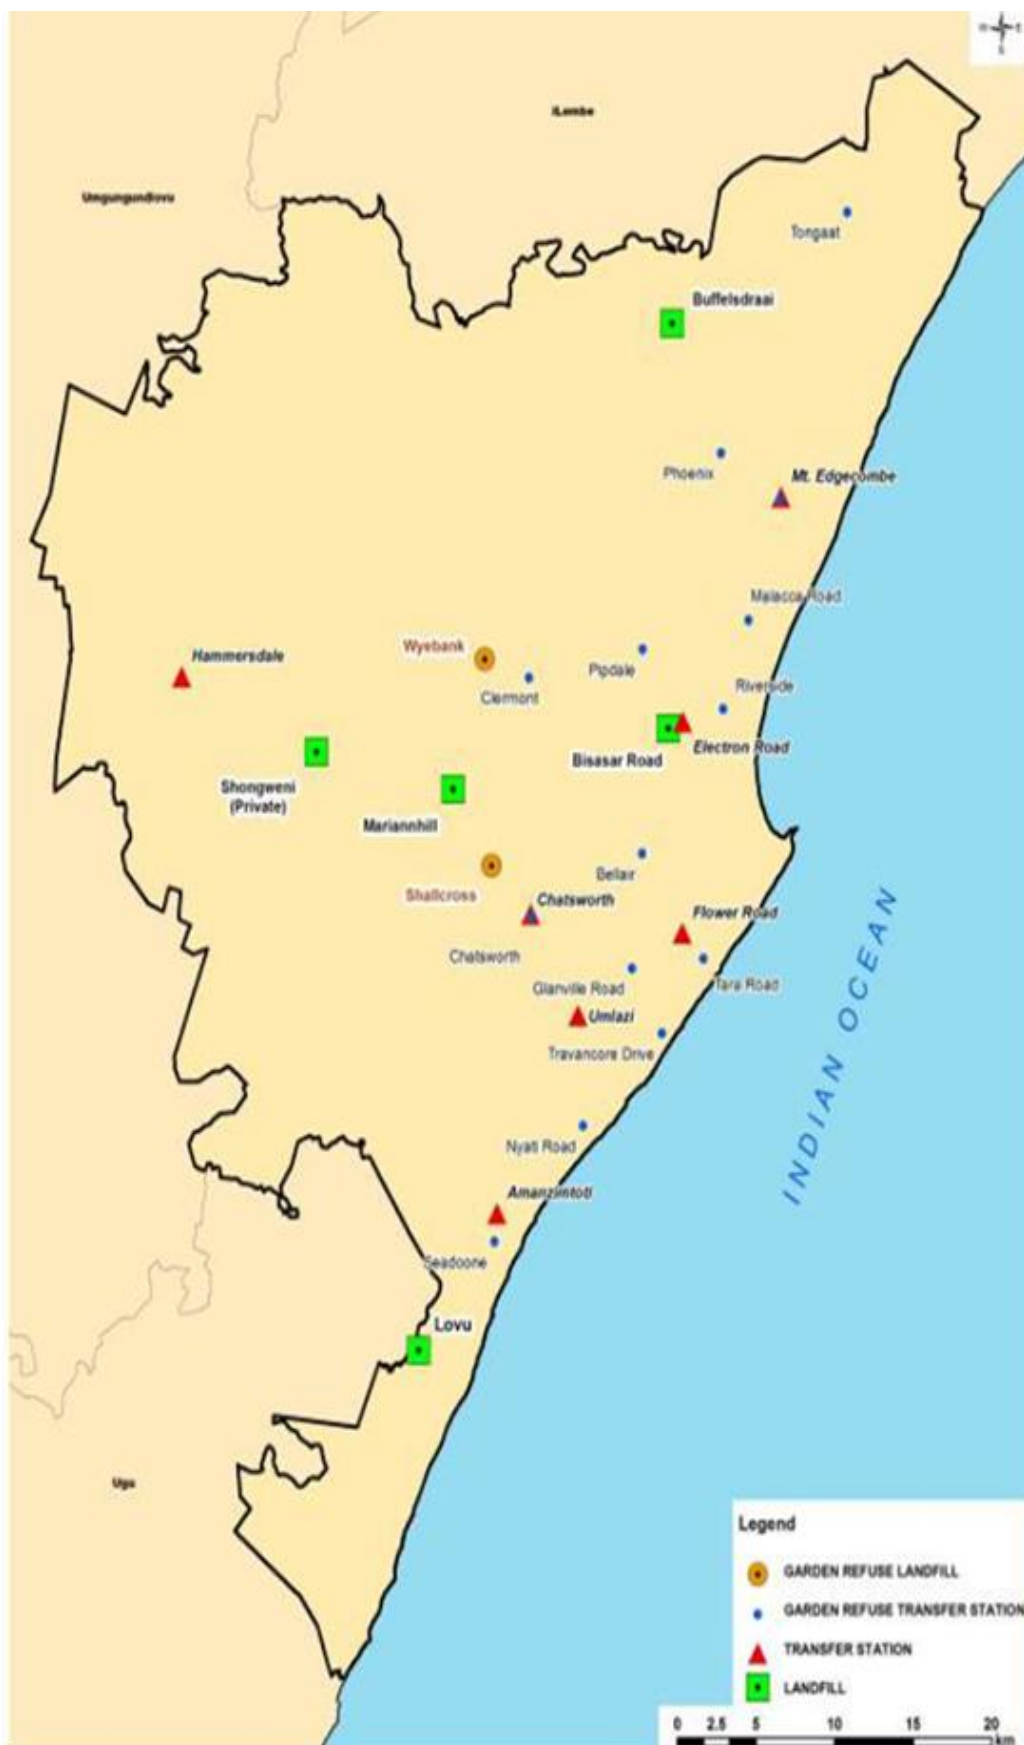 iLembe
Umgungundlovu
Tongaat
Buffelsdraai
Phoenix
Mt. Edgecombe
Malacca Road
Wyebank
Hammersdale
Pipdale
Clermont
Riverside
Electron Road
Bisasar Road
Shongweni
(Private)
Mariannhill
Bellair
Shallcross
Chatsworth
Flower Road
Chatsworth
Glanville Road
Tara Road
Umlazi
Travancore Drive
INDIAN OCEAN
Nyati Road
Amanzimtoti
Seadoone
Lovu
Ugu
Legend
GARDEN REFUSE LANDFILL
GARDEN REFUSE TRANSFER STATION
TRANSFER STATION
LANDFILL
0 2.5 5 10 15 20
km